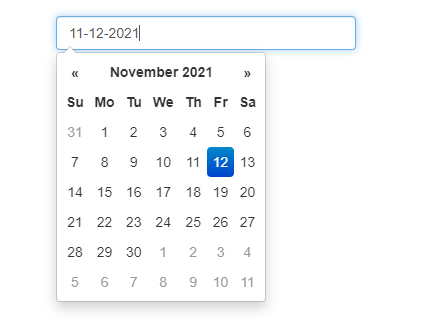 11-12-2021
« November 2021 »
Su Mo Tu We Th Fr Sa
31 1 2 3 4 5 6
7 8 9 10 11 12 13
14 15 16 17 18 19 20
21 22 23 24 25 26 27
28 29 30 1 2 3 4
5 6 7 8 9 10 11